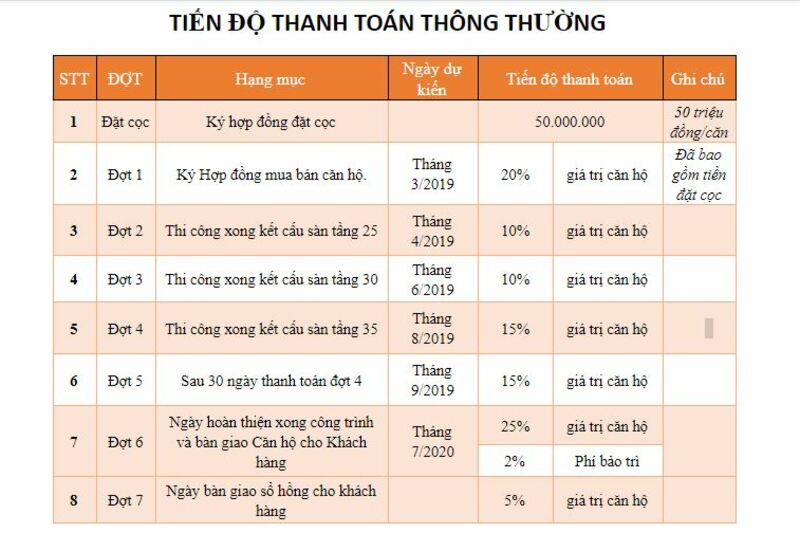 TIẾN ĐỘ THANH TOÁN THÔNG THƯỜNG
STT ĐỢT Hạng mục Ngày dự kiến Tiến độ thanh toán Ghi chú
1 Đặt cọc Ký hợp đồng đặt cọc 50.000.000 50 triệu đồng/căn
2 Đợt 1 Ký Hợp đồng mua bán căn hộ. Tháng 3/2019 20% giá trị căn hộ Đã bao gồm tiền đặt cọc
3 Đợt 2 Thi công xong kết cấu sàn tầng 25 Tháng 4/2019 10% giá trị căn hộ
4 Đợt 3 Thi công xong kết cấu sàn tầng 30 Tháng 6/2019 10% giá trị căn hộ
5 Đợt 4 Thi công xong kết cấu sàn tầng 35 Tháng 8/2019 15% giá trị căn hộ
6 Đợt 5 Sau 30 ngày thanh toán đợt 4 Tháng 9/2019 15% giá trị căn hộ
7 Đợt 6 Ngày hoàn thiện xong công trình và bàn giao Căn hộ cho Khách hàng Tháng 7/2020 25% giá trị căn hộ
2% Phí bảo trì
8 Đợt 7 Ngày bàn giao sổ hồng cho khách hàng 5% giá trị căn hộ